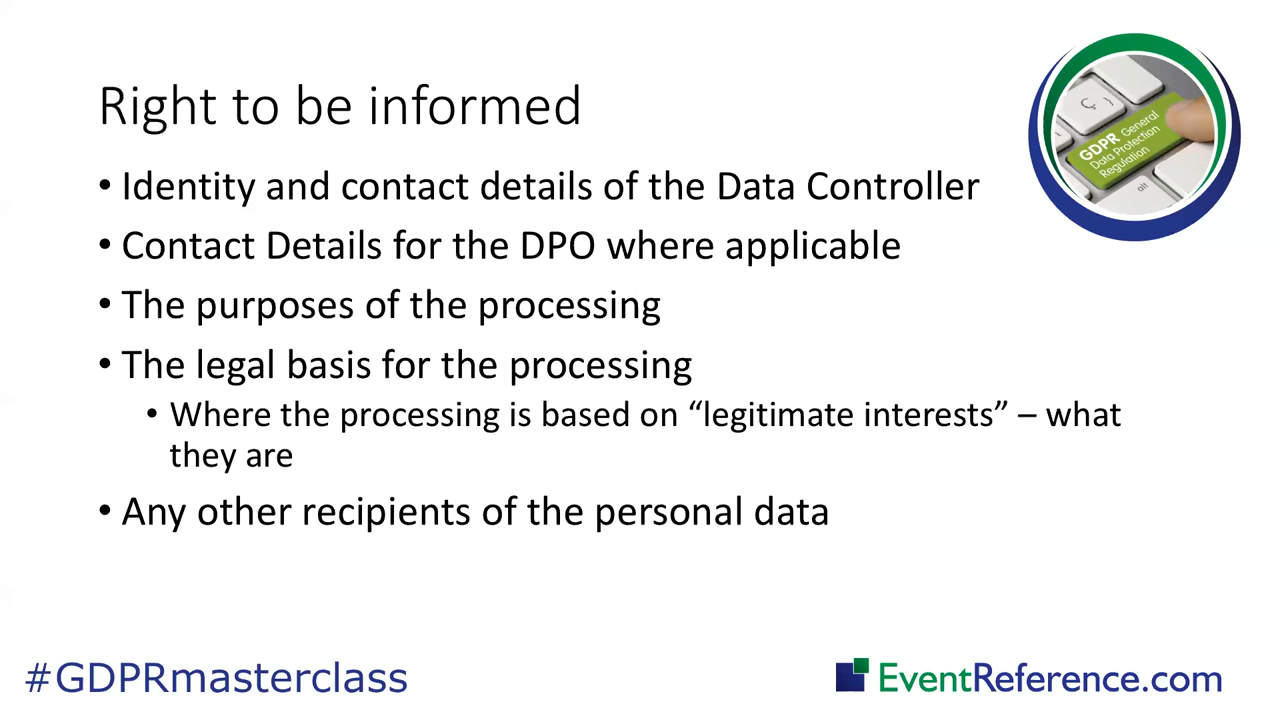 Right to be informed
• Identity and contact details of the Data Controller
• Contact Details for the DPO where applicable
• The purposes of the processing
• The legal basis for the processing
• Where the processing is based on “legitimate interests” – what
they are
• Any other recipients of the personal data
Ç
GDPR General
Data Protection
Regulation
alt
#GDPRmasterclass
EventReference.com